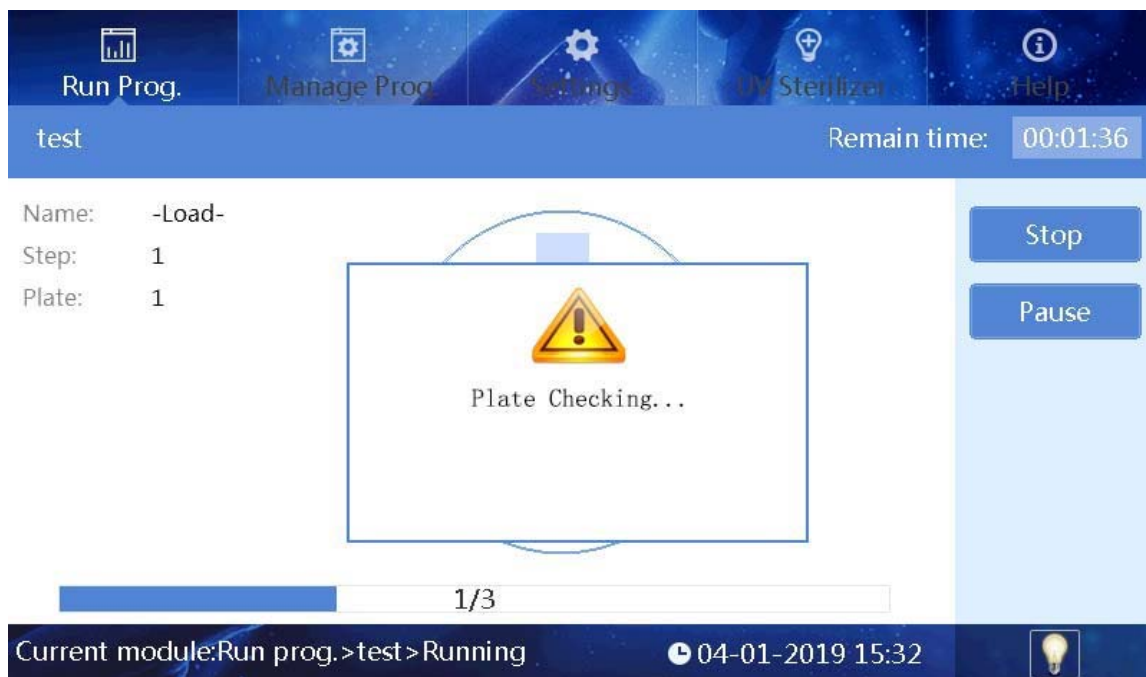 Run Prog.
Manage Prog.
Settings
UV Sterilizer
Help
test
Remain time: 00:01:36
Name: -Load-
Step: 1
Plate: 1
Stop
Pause
Plate Checking...
1/3
Current module:Run prog.>test>Running
04-01-2019 15:32